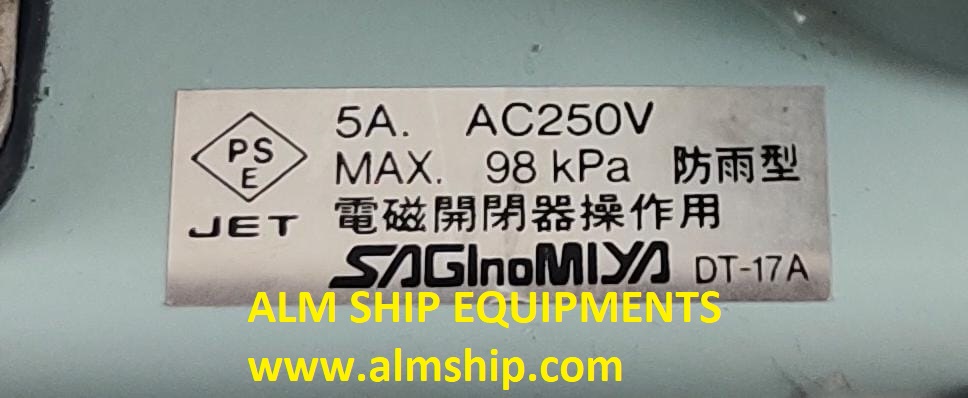 PS
E
JET
5A. AC250V
MAX. 98 kPa 防雨型
電磁開閉器操作用
SAGInoMIYA DT-17A
ALM SHIP EQUIPMENTS
www.almship.com